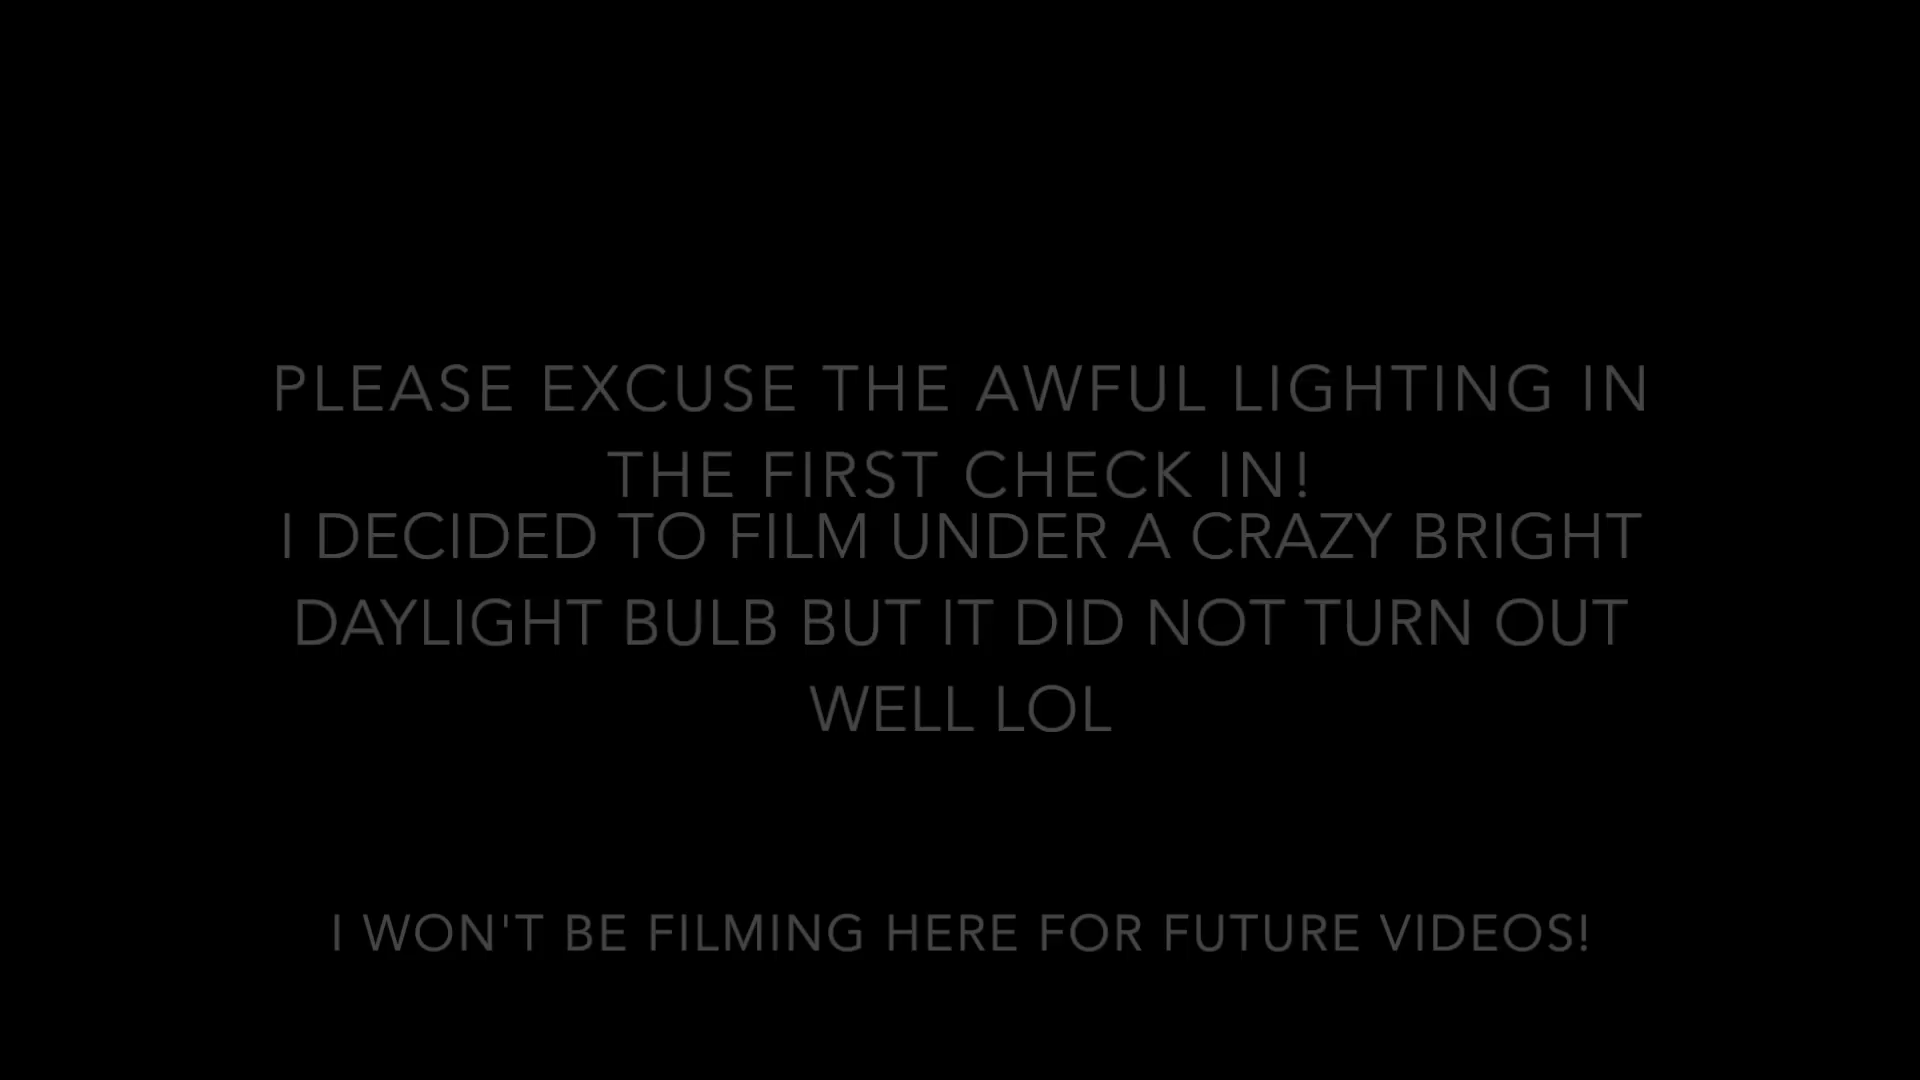 PLEASE EXCUSE THE AWFUL LIGHTING IN
THE FIRST CHECK IN!
I DECIDED TO FILM UNDER A CRAZY BRIGHT
DAYLIGHT BULB BUT IT DID NOT TURN OUT
WELL LOL
I WON'T BE FILMING HERE FOR FUTURE VIDEOS!